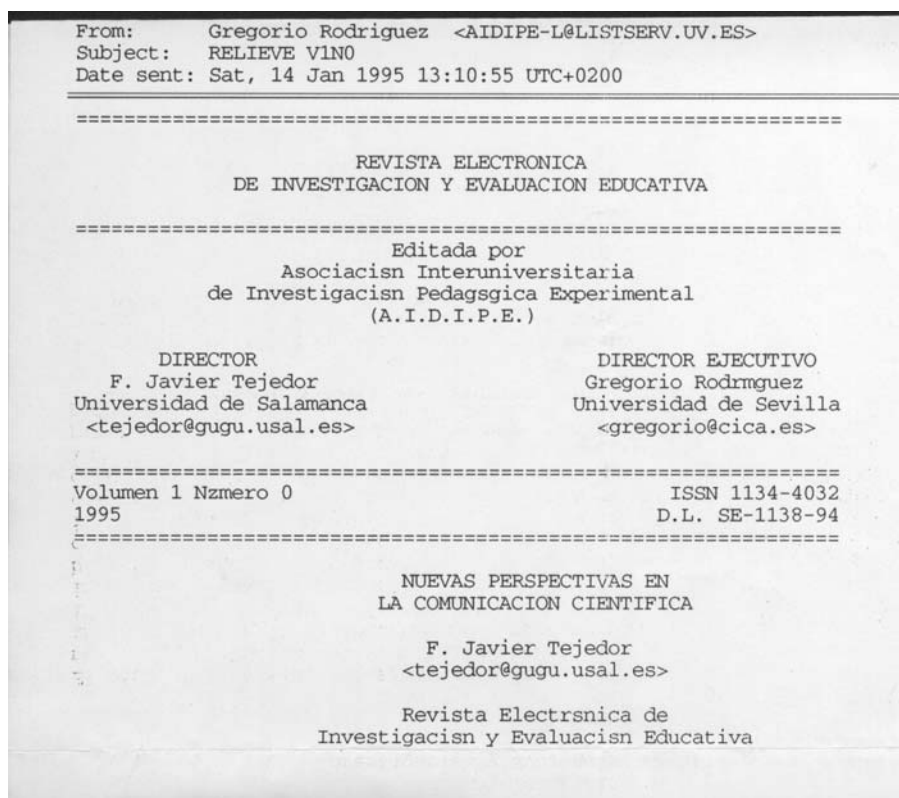 From: Gregorio Rodriguez <AIDIPE-L@LISTSERV.UV.ES>
Subject: RELIEVE V1N0
Date sent: Sat, 14 Jan 1995 13:10:55 UTC+0200
================================================================
REVISTA ELECTRONICA
DE INVESTIGACION Y EVALUACION EDUCATIVA
================================================================
Editada por
Asociacisn Interuniversitaria
de Investigacisn Pedagsgica Experimental
(A.I.D.I.P.E.)
DIRECTOR DIRECTOR EJECUTIVO
F. Javier Tejedor Gregorio Rodrmguez
Universidad de Salamanca Universidad de Sevilla
<tejedor@gugu.usal.es> <gregorio@cica.es>
================================================================
Volumen 1 Nzmero 0 ISSN 1134-4032
1995 D.L. SE-1138-94
================================================================
NUEVAS PERSPECTIVAS EN
LA COMUNICACION CIENTIFICA
F. Javier Tejedor
<tejedor@gugu.usal.es>
Revista Electrsnica de
Investigacisn y Evaluacisn Educativa